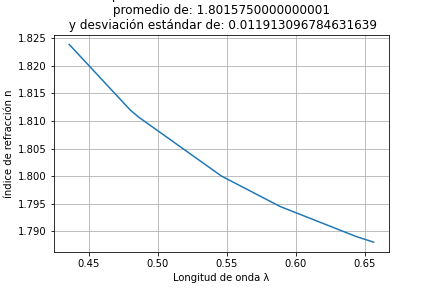 promedio de: 1.8015750000000001
y desviación estándar de: 0.011913096784631639
1.825
1.820
1.815
1.810
1.805
1.800
1.795
1.790
índice de refracción n
0.45 0.50 0.55 0.60 0.65
Longitud de onda λ